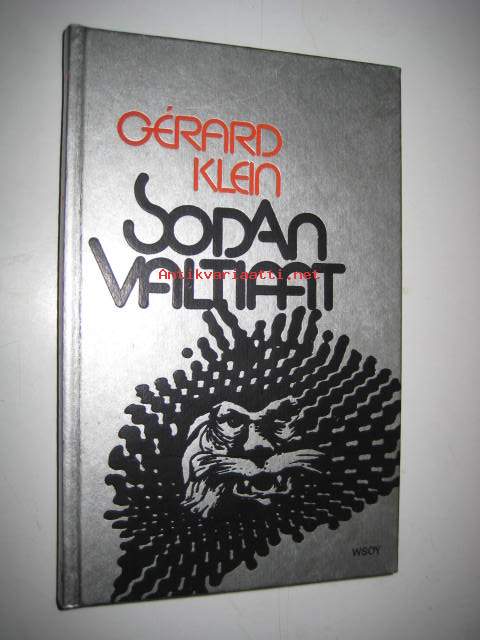 GÉRARD
KLEIN
SODAN
VALTIAAT
Antikvariaatti.net
WSOY